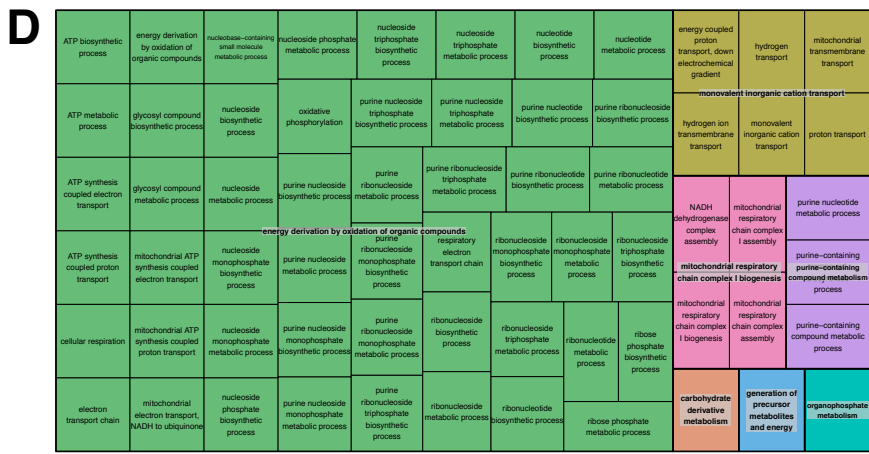 D
ATP biosynthetic
process
energy derivation
by oxidation of
organic compounds
nucleobase−containing
small molecule
metabolic process
nucleoside phosphate
metabolic process
nucleoside
triphosphate
biosynthetic
process
nucleoside
triphosphate
metabolic process
nucleotide
biosynthetic
process
nucleotide
metabolic process
energy coupled
proton
transport, down
electrochemical
gradient
hydrogen
transport
mitochondrial
transmembrane
transport
ATP metabolic
process
glycosyl compound
biosynthetic process
nucleoside
biosynthetic
process
oxidative
phosphorylation
purine nucleoside
triphosphate
biosynthetic process
purine nucleoside
triphosphate
metabolic process
purine nucleotide
biosynthetic process
purine ribonucleoside
biosynthetic process
monovalent inorganic cation transport
hydrogen ion
transmembrane
transport
monovalent
inorganic cation
transport
proton transport
ATP synthesis
coupled electron
transport
glycosyl compound
metabolic process
nucleoside
metabolic process
purine nucleoside
biosynthetic process
purine
ribonucleoside
metabolic process
purine ribonucleoside
triphosphate
metabolic process
purine ribonucleotide
biosynthetic process
purine ribonucleotide
metabolic process
NADH
dehydrogenase
complex
assembly
mitochondrial
respiratory
chain complex
I assembly
purine nucleotide
metabolic process
energy derivation by oxidation of organic compounds
ATP synthesis
coupled proton
transport
mitochondrial ATP
synthesis coupled
electron transport
nucleoside
monophosphate
biosynthetic
process
purine nucleoside
metabolic process
purine
ribonucleoside
monophosphate
biosynthetic
process
respiratory
electron
transport chain
ribonucleoside
monophosphate
biosynthetic
process
ribonucleoside
monophosphate
metabolic
process
ribonucleoside
triphosphate
biosynthetic
process
mitochondrial respiratory
chain complex I biogenesis
purine−containing
purine−containing
compound metabolism
process
cellular respiration
mitochondrial ATP
synthesis coupled
proton transport
nucleoside
monophosphate
metabolic process
purine nucleoside
monophosphate
biosynthetic process
purine
ribonucleoside
monophosphate
metabolic process
ribonucleoside
biosynthetic
process
ribonucleoside
triphosphate
metabolic process
ribonucleotide
metabolic
process
ribose
phosphate
biosynthetic
process
mitochondrial
respiratory
chain complex
I biogenesis
mitochondrial
respiratory
chain complex
assembly
purine−containing
compound metabolic
process
electron
transport chain
mitochondrial
electron transport,
NADH to ubiquinone
nucleoside
phosphate
biosynthetic
process
purine nucleoside
monophosphate
metabolic process
purine
ribonucleoside
triphosphate
biosynthetic process
ribonucleoside
metabolic process
ribonucleotide
biosynthetic process
ribose phosphate
metabolic process
carbohydrate
derivative
metabolism
generation of
precursor
metabolites
and energy
organophosphate
metabolism